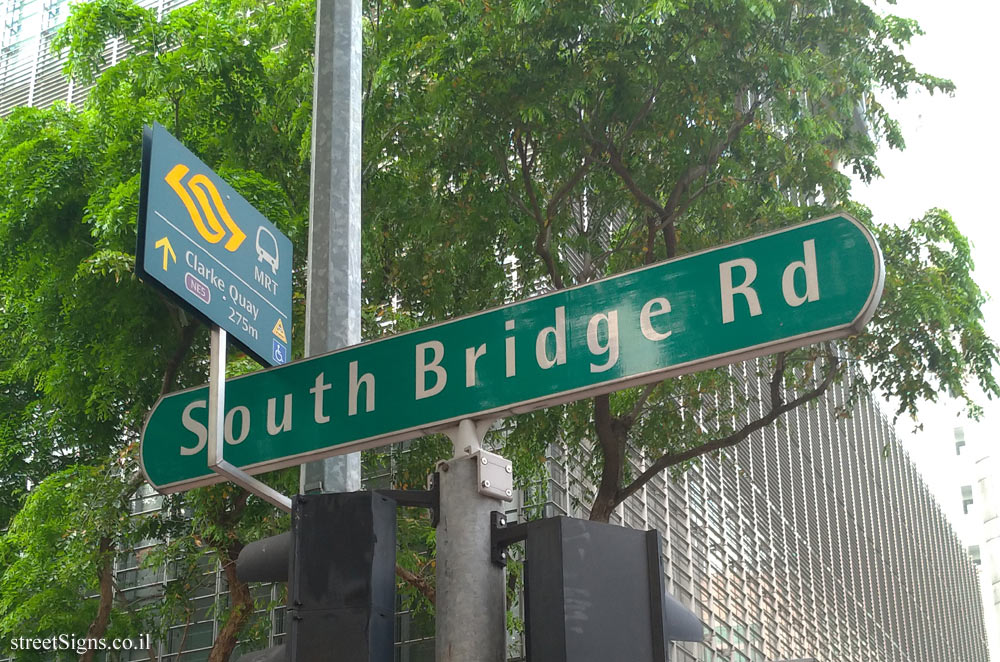 MRT
Clarke Quay
NE5 - 275m
South Bridge Rd
streetSigns.co.il